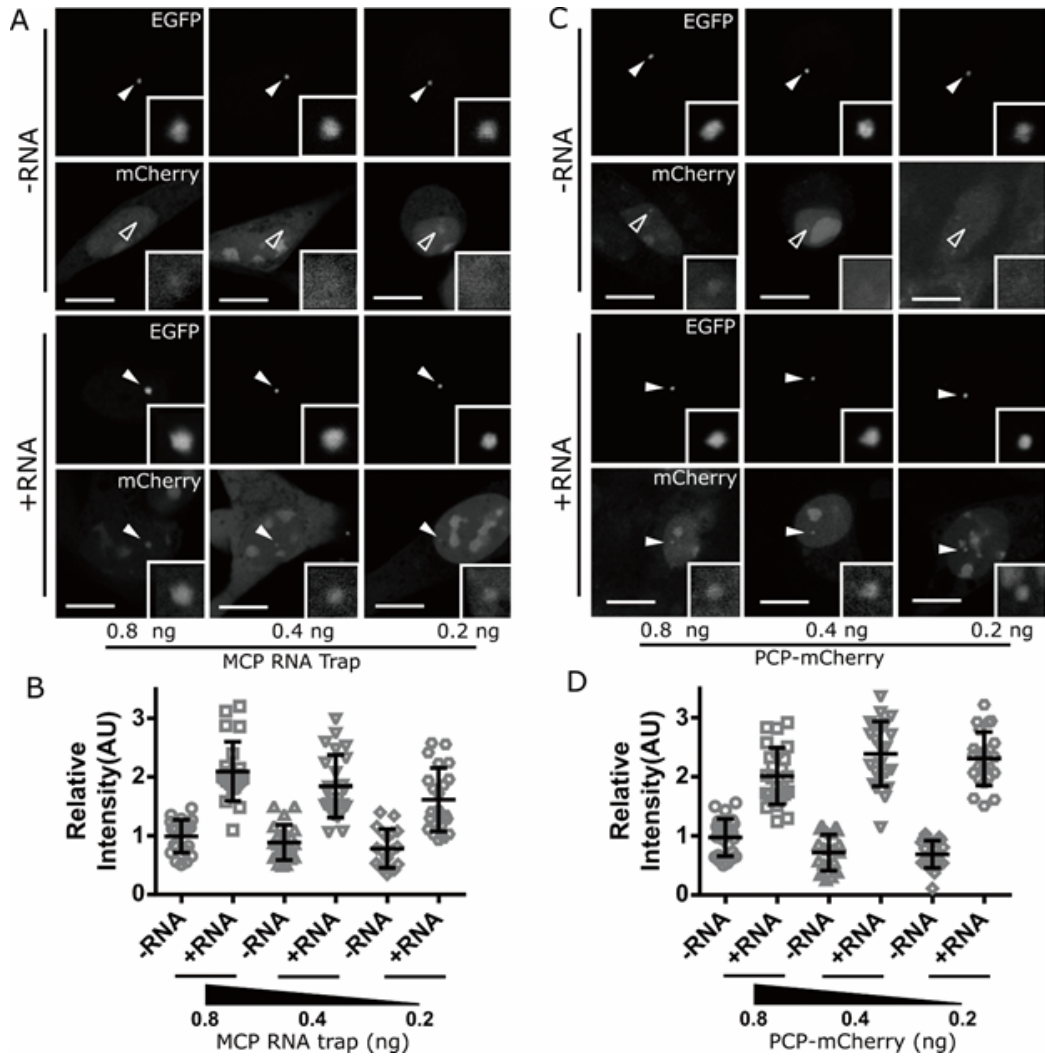 A
EGFP
-RNA
mCherry
EGFP
+RNA
mCherry
0.8 ng
0.4 ng
0.2 ng
MCP RNA Trap
C
EGFP
-RNA
mCherry
EGFP
+RNA
mCherry
0.8 ng
0.4 ng
0.2 ng
PCP-mCherry
B
Relative
Intensity(AU)
3
2
1
0
-RNA
+RNA
-RNA
+RNA
-RNA
+RNA
0.8
0.4
0.2
MCP RNA trap (ng)
D
Relative
Intensity(AU)
3
2
1
0
-RNA
+RNA
-RNA
+RNA
-RNA
+RNA
0.8
0.4
0.2
PCP-mCherry (ng)